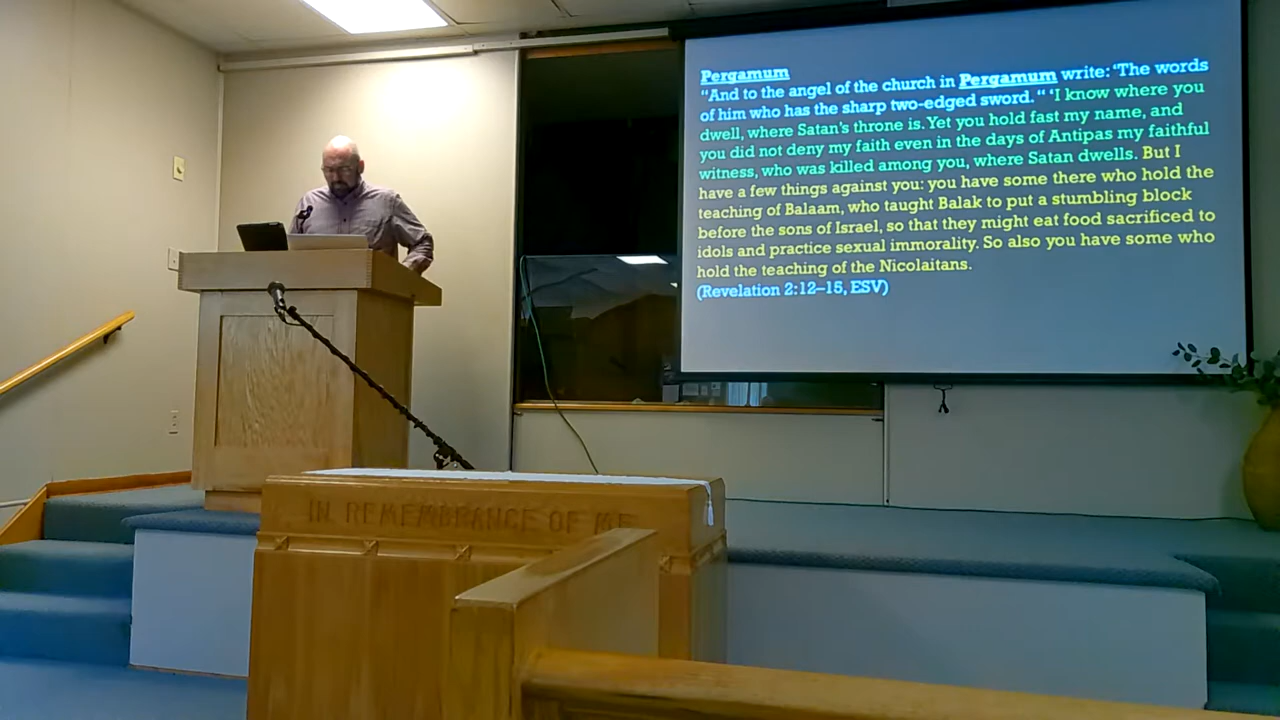 Pergamum
"And to the angel of the church in Pergamum write: 'The words
of him who has the sharp two-edged sword." "'I know where you
dwell, where Satan's throne is. Yet you hold fast my name, and
you did not deny my faith even in the days of Antipas my faithful
witness, who was killed among you, where Satan dwells. But I
have a few things against you: you have some there who hold the
teaching of Balaam, who taught Balak to put a stumbling block
before the sons of Israel, so that they might eat food sacrificed to
idols and practice sexual immorality. So also you have some who
hold the teaching of the Nicolaitans.
(Revelation 2:12–15, ESV)
IN REMEMBRANCE OF ME